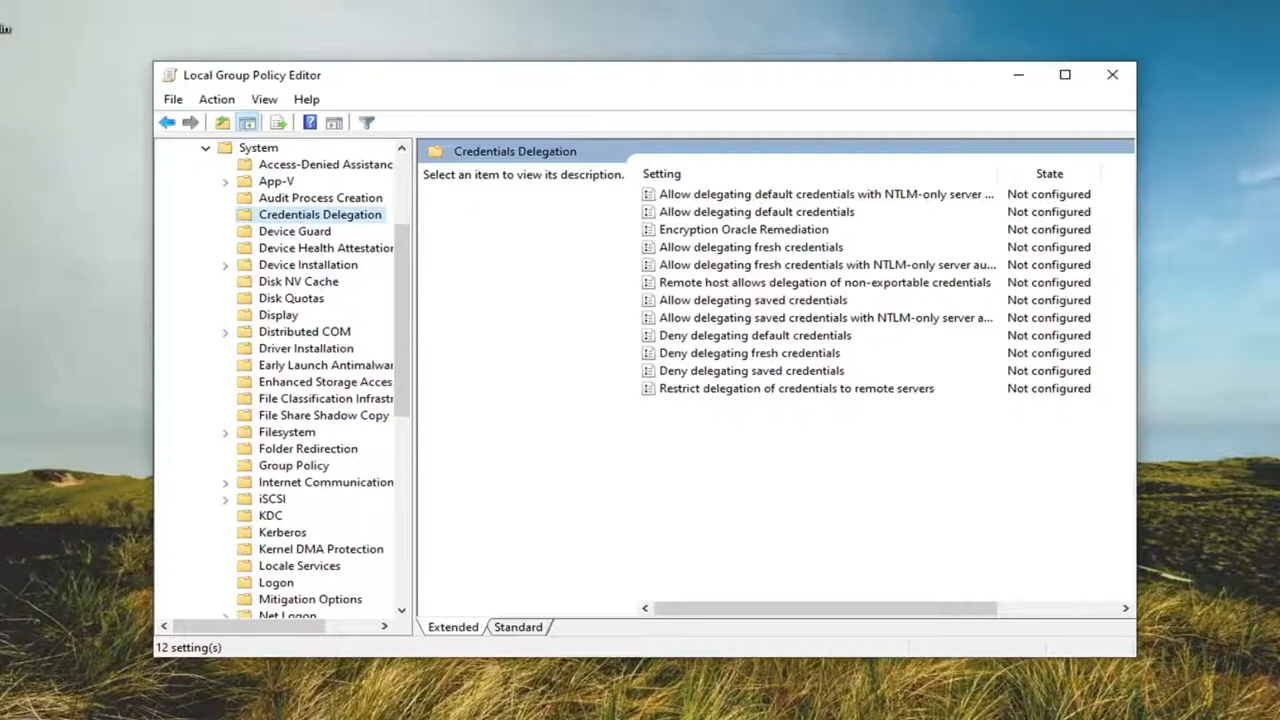 in
Local Group Policy Editor
File Action View Help
System
Access-Denied Assistanc
App-V
Audit Process Creation
Credentials Delegation
Device Guard
Device Health Attestation
Device Installation
Disk NV Cache
Disk Quotas
Display
Distributed COM
Driver Installation
Early Launch Antimalwar
Enhanced Storage Acces
File Classification Infrastr
File Share Shadow Copy
Filesystem
Folder Redirection
Group Policy
Internet Communication
iSCSI
KDC
Kerberos
Kernel DMA Protection
Locale Services
Logon
Mitigation Options
Net Logon
Credentials Delegation
Select an item to view its description.
Setting State
Allow delegating default credentials with NTLM-only server ... Not configured
Allow delegating default credentials Not configured
Encryption Oracle Remediation Not configured
Allow delegating fresh credentials Not configured
Allow delegating fresh credentials with NTLM-only server au... Not configured
Remote host allows delegation of non-exportable credentials Not configured
Allow delegating saved credentials Not configured
Allow delegating saved credentials with NTLM-only server a... Not configured
Deny delegating default credentials Not configured
Deny delegating fresh credentials Not configured
Deny delegating saved credentials Not configured
Restrict delegation of credentials to remote servers Not configured
Extended Standard
12 setting(s)